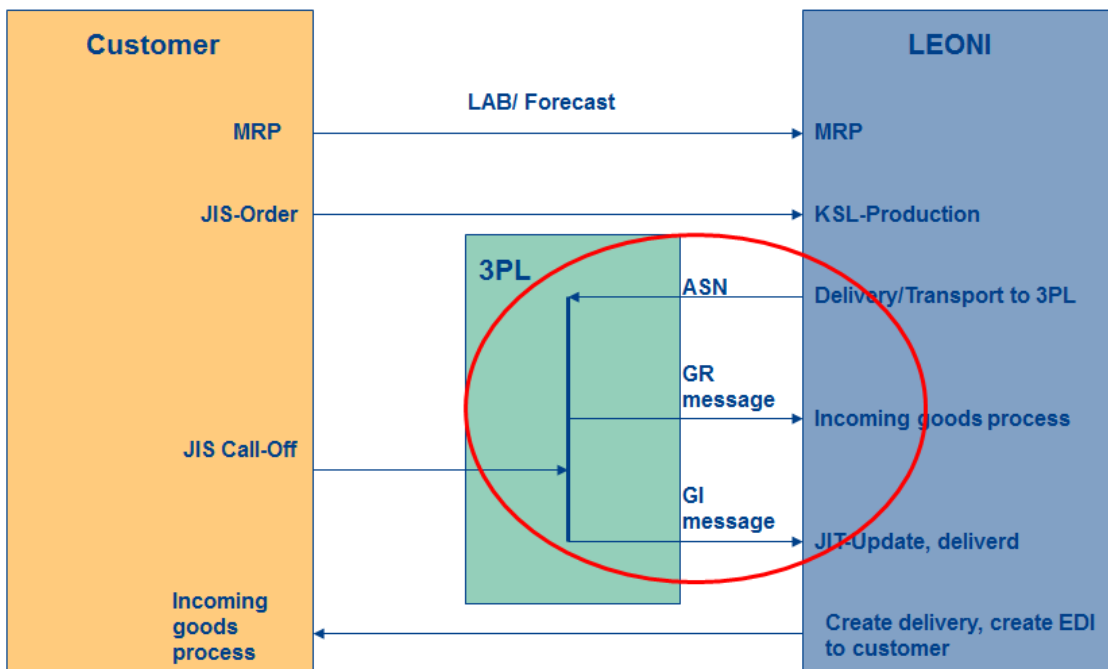 Customer
LEONI
LAB/ Forecast
MRP
MRP
JIS-Order
KSL-Production
3PL
ASN
Delivery/Transport to 3PL
GR
message
Incoming goods process
JIS Call-Off
GI
message
JIT-Update, deliverd
Incoming
goods
process
Create delivery, create EDI
to customer